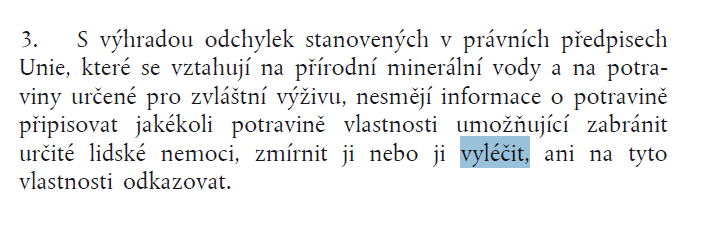 3. S výhradou odchylek stanovených v právních předpisech
Unie, které se vztahují na přírodní minerální vody a na potra-
viny určené pro zvláštní výživu, nesmějí informace o potravině
připisovat jakékoli potravině vlastnosti umožňující zabránit
určité lidské nemoci, zmírnit ji nebo ji vyléčit, ani na tyto
vlastnosti odkazovat.